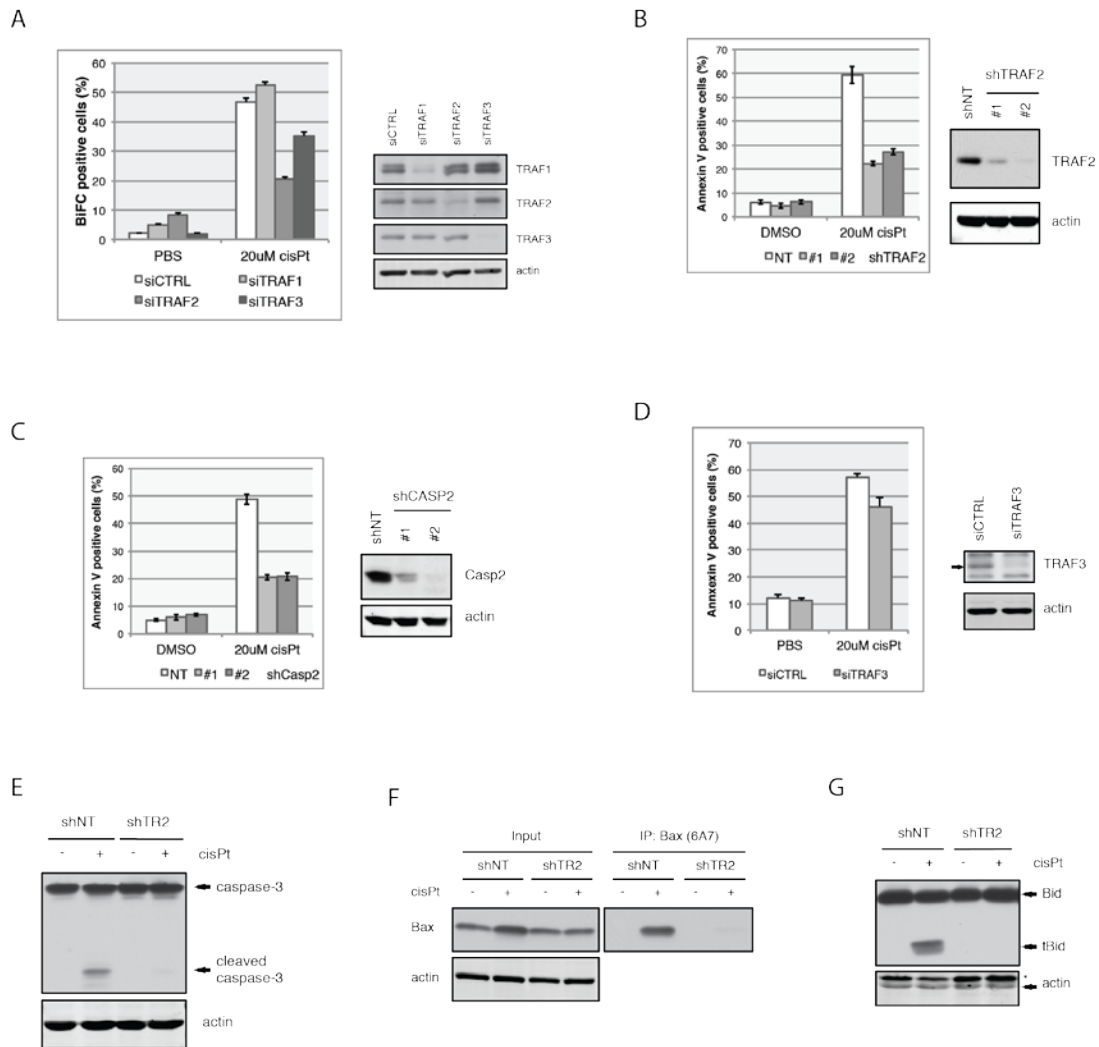 A
BiFC positive cells (%)
60
50
40
30
20
10
0
PBS
20uM cisPt
siCTRL
siTRAF1
siTRAF2
siTRAF3
siCTRL
siTRAF1
siTRAF2
siTRAF3
TRAF1
TRAF2
TRAF3
actin
B
Annexin V positive cells (%)
70
60
50
40
30
20
10
0
DMSO
20uM cisPt
NT #1 #2 shTRAF2
shTRAF2
shNT
#1
#2
TRAF2
actin
C
Annexin V positive cells (%)
60
50
40
30
20
10
0
DMSO
20uM cisPt
NT #1 #2 shCasp2
shCASP2
shNT
#1
#2
Casp2
actin
D
Annxexin V positive cells (%)
70
60
50
40
30
20
10
0
PBS
20uM cisPt
siCTRL
siTRAF3
siCTRL
siTRAF3
TRAF3
actin
E
shNT shTR2
- + - + cisPt
caspase-3
cleaved
caspase-3
actin
F
Input IP: Bax (6A7)
shNT shTR2 shNT shTR2
cisPt - + - + - + - +
Bax
actin
G
shNT shTR2
- + - + cisPt
Bid
tBid
*
actin